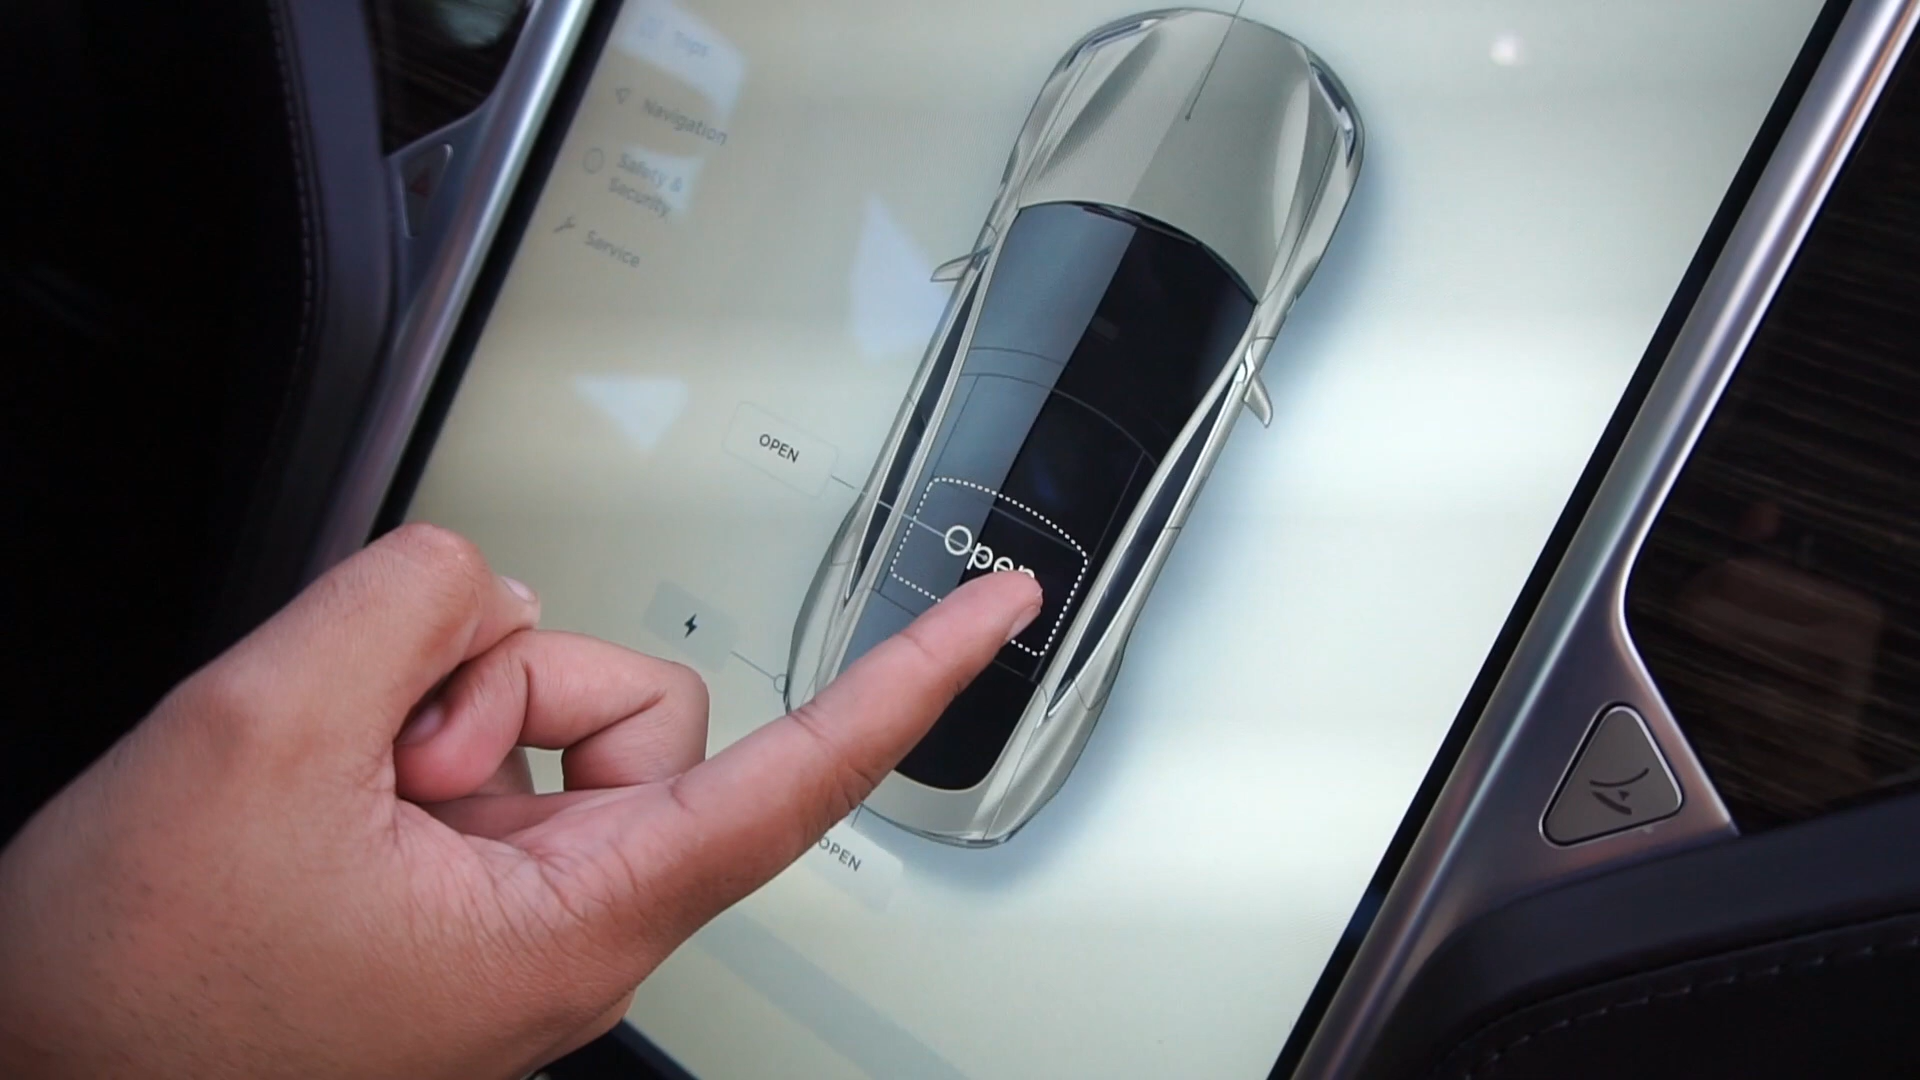 Trips
Navigation
Safety &
Security
Service
OPEN
Open
OPEN